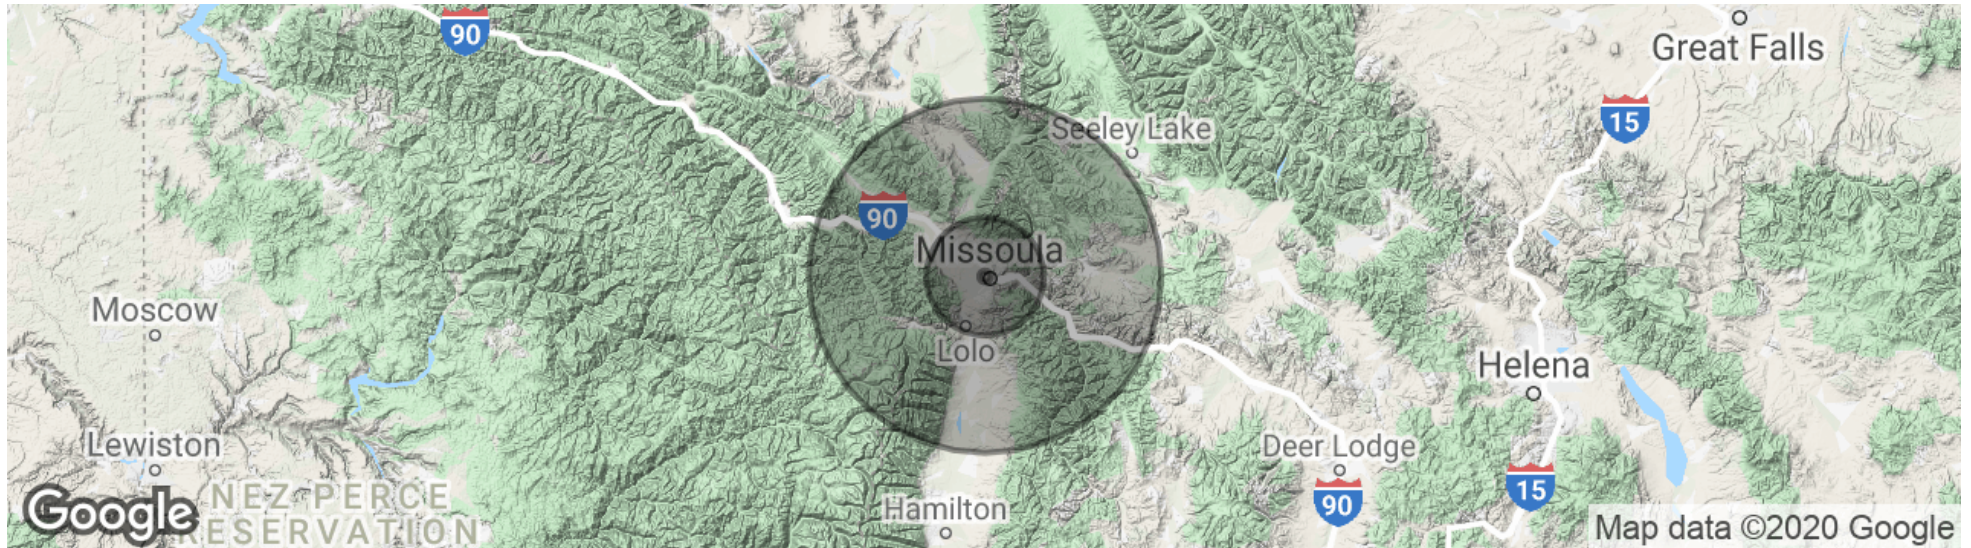 90
Great Falls
15
Seeley Lake
90
Missoula
Moscow
Lolo
Helena
Lewiston
Deer Lodge
NEZ PERCE
RESERVATION
Hamilton
90
15
Google
Map data ©2020 Google